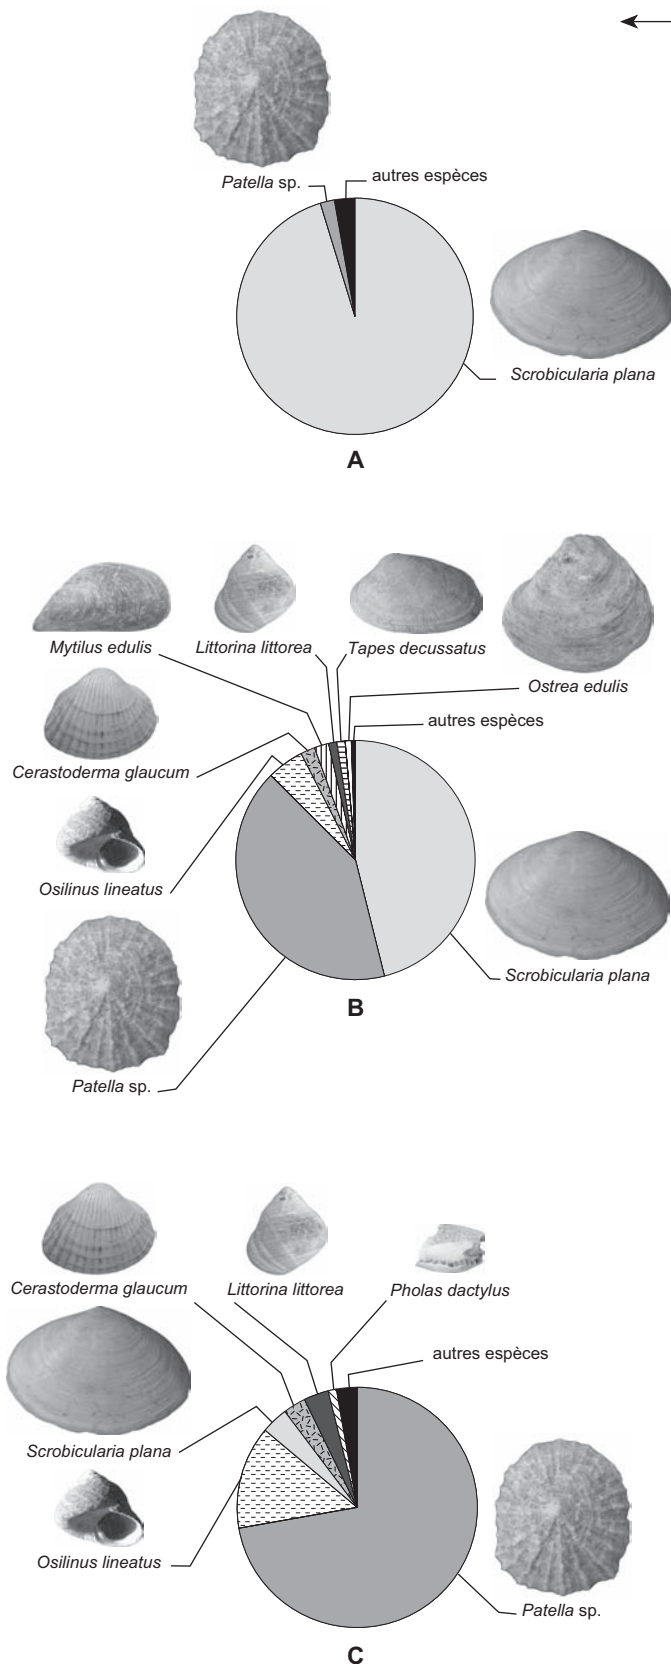 Patella sp.
autres espèces
Scrobicularia plana
A
Mytilus edulis
Littorina littorea
Tapes decussatus
Ostrea edulis
Cerastoderma glaucum
autres espèces
Osilinus lineatus
Scrobicularia plana
B
Patella sp.
Cerastoderma glaucum
Littorina littorea
Pholas dactylus
autres espèces
Scrobicularia plana
Osilinus lineatus
Patella sp.
C